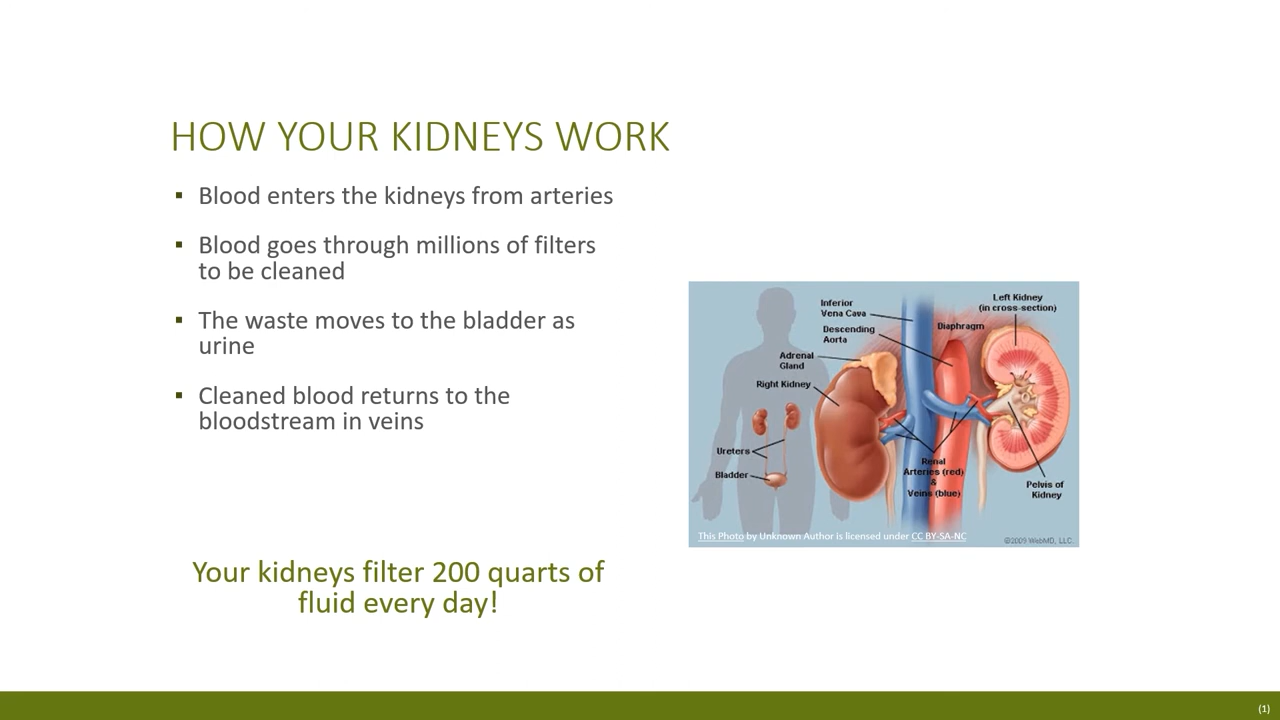 HOW YOUR KIDNEYS WORK
▪ Blood enters the kidneys from arteries
▪ Blood goes through millions of filters
to be cleaned
▪ The waste moves to the bladder as
urine
▪ Cleaned blood returns to the
bloodstream in veins
Your kidneys filter 200 quarts of
fluid every day!
Inferior
Vena Cava
Descending
Aorta
Adrenal
Gland
Right Kidney
Ureters
Bladder
Left Kidney
(in cross-section)
Diaphragm
Renal
Arteries (red)
&
Veins (blue)
Pelvis of
Kidney
This Photo by Unknown Author is licensed under CC BY-SA-NC
©2009 WebMD, LLC.
(1)